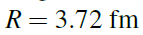 R = 3.72 fm